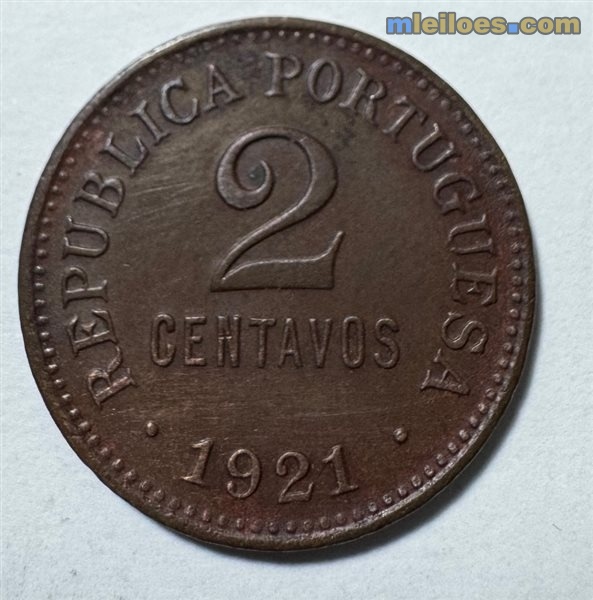 mleiloes.com
REPUBLICA PORTUGUESA
2
CENTAVOS
• 1921 •